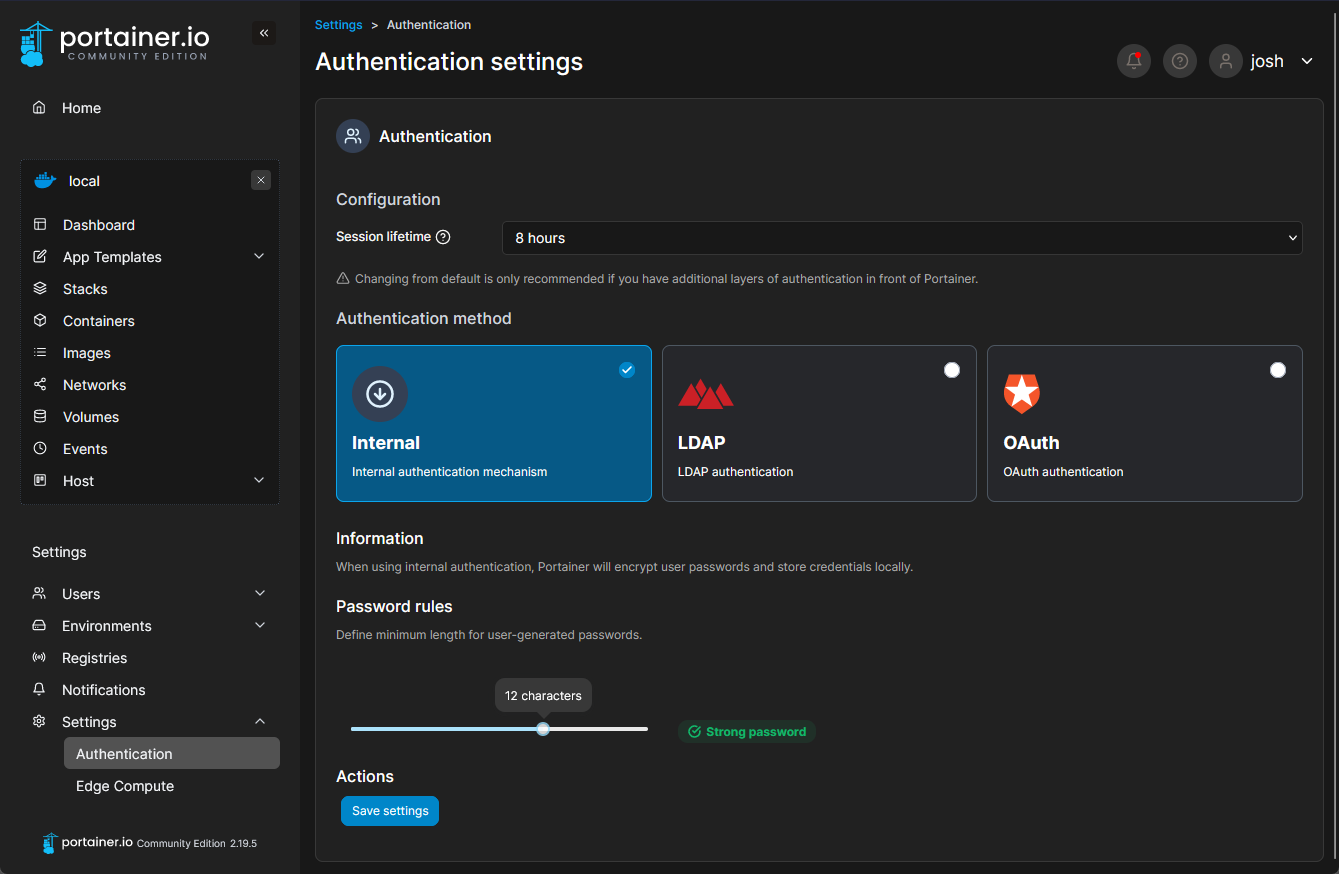 portainer.io
COMMUNITY EDITION
Home
local
Dashboard
App Templates
Stacks
Containers
Images
Networks
Volumes
Events
Host
Settings
Users
Environments
Registries
Notifications
Settings
Authentication
Edge Compute
portainer.io Community Edition 2.19.5
Settings > Authentication
Authentication settings
josh
Authentication
Configuration
Session lifetime
8 hours
Changing from default is only recommended if you have additional layers of authentication in front of Portainer.
Authentication method
Internal
Internal authentication mechanism
LDAP
LDAP authentication
OAuth
OAuth authentication
Information
When using internal authentication, Portainer will encrypt user passwords and store credentials locally.
Password rules
Define minimum length for user-generated passwords.
12 characters
Strong password
Actions
Save settings